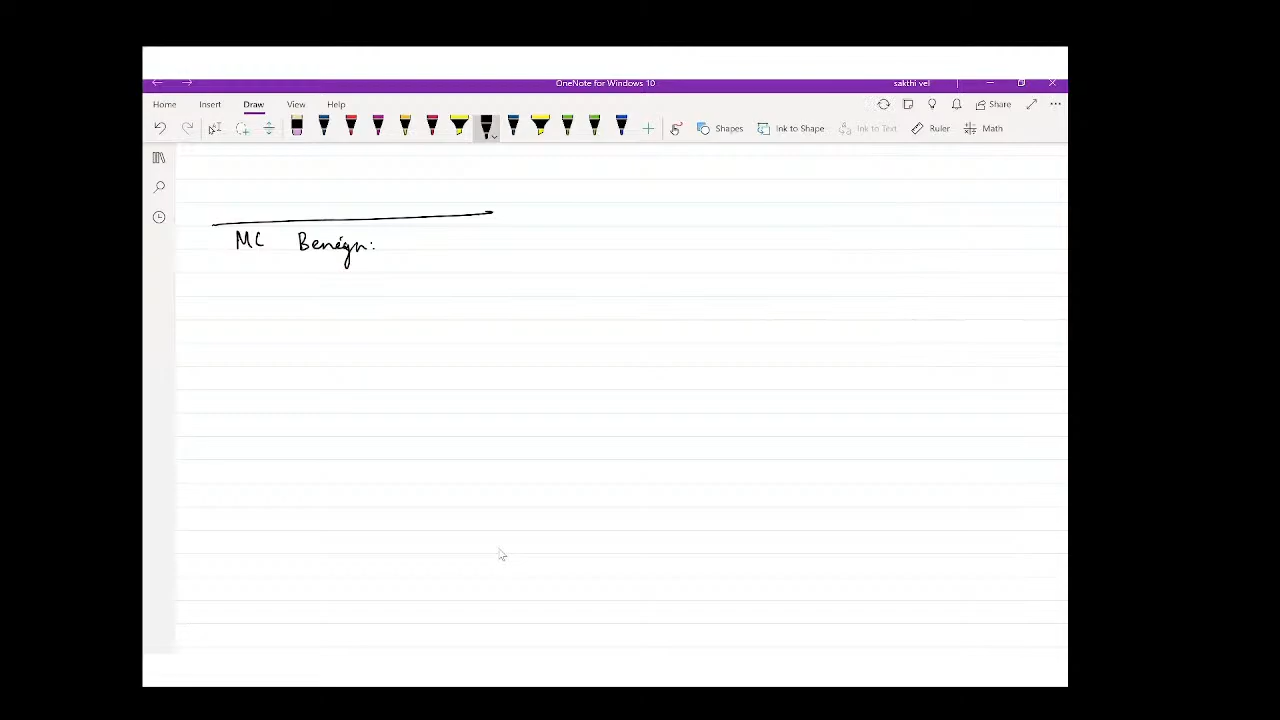 OneNote for Windows 10
sakthi vel
Home Insert Draw View Help
Share
Shapes Ink to Shape Ink to Text Ruler Math
MC Benign: